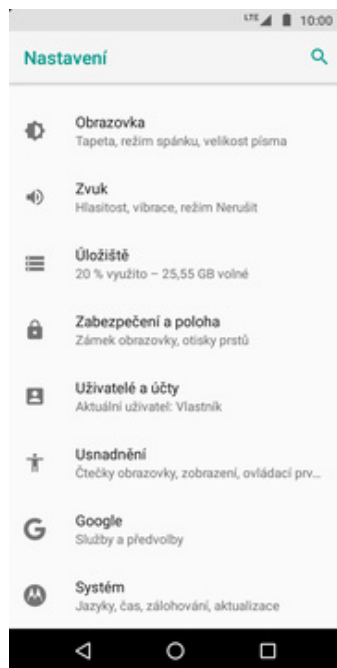 LTE 10:00
Nastavení
Obrazovka
Tapeta, režim spánku, velikost písma
Zvuk
Hlasitost, vibrace, režim Nerušit
Úložiště
20 % využito – 25,55 GB volné
Zabezpečení a poloha
Zámek obrazovky, otisky prstů
Uživatelé a účty
Aktuální uživatel: Vlastník
Usnadnění
Čtečky obrazovky, zobrazení, ovládací prv...
Google
Služby a předvolby
Systém
Jazyky, čas, zálohování, aktualizace